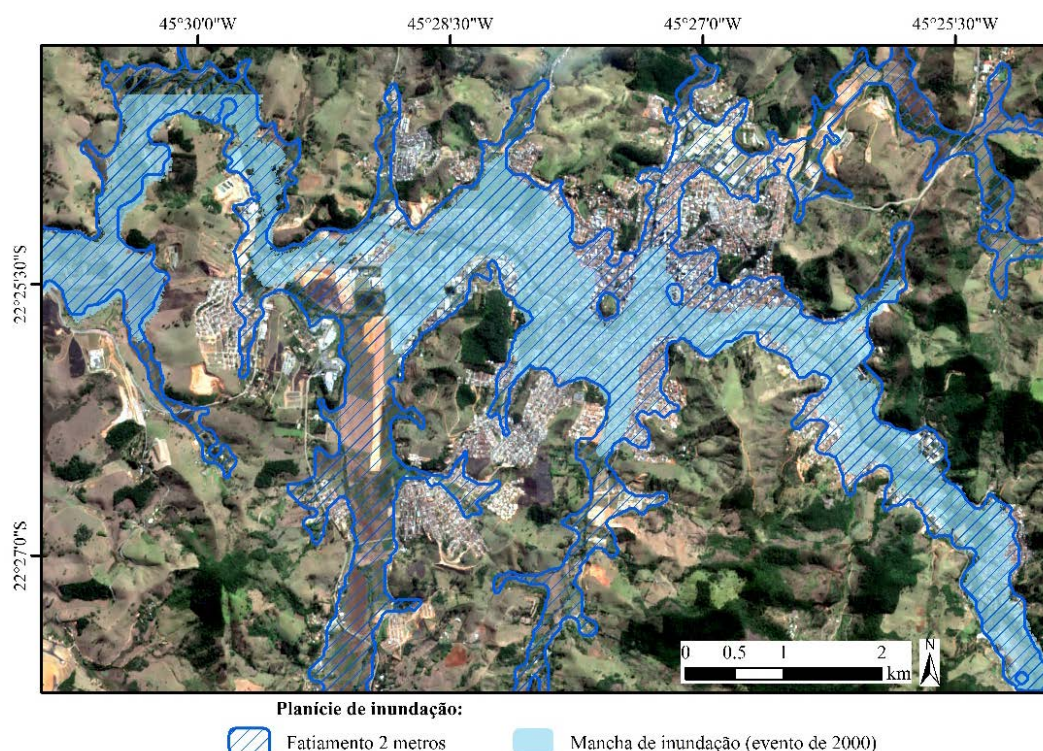 45°30'0"W 45°28'30"W 45°27'0"W 45°25'30"W
22°25'30"S
22°27'0"S
N
0 0.5 1 2
km
Planície de inundação:
Fatiamento 2 metros Mancha de inundação (evento de 2000)